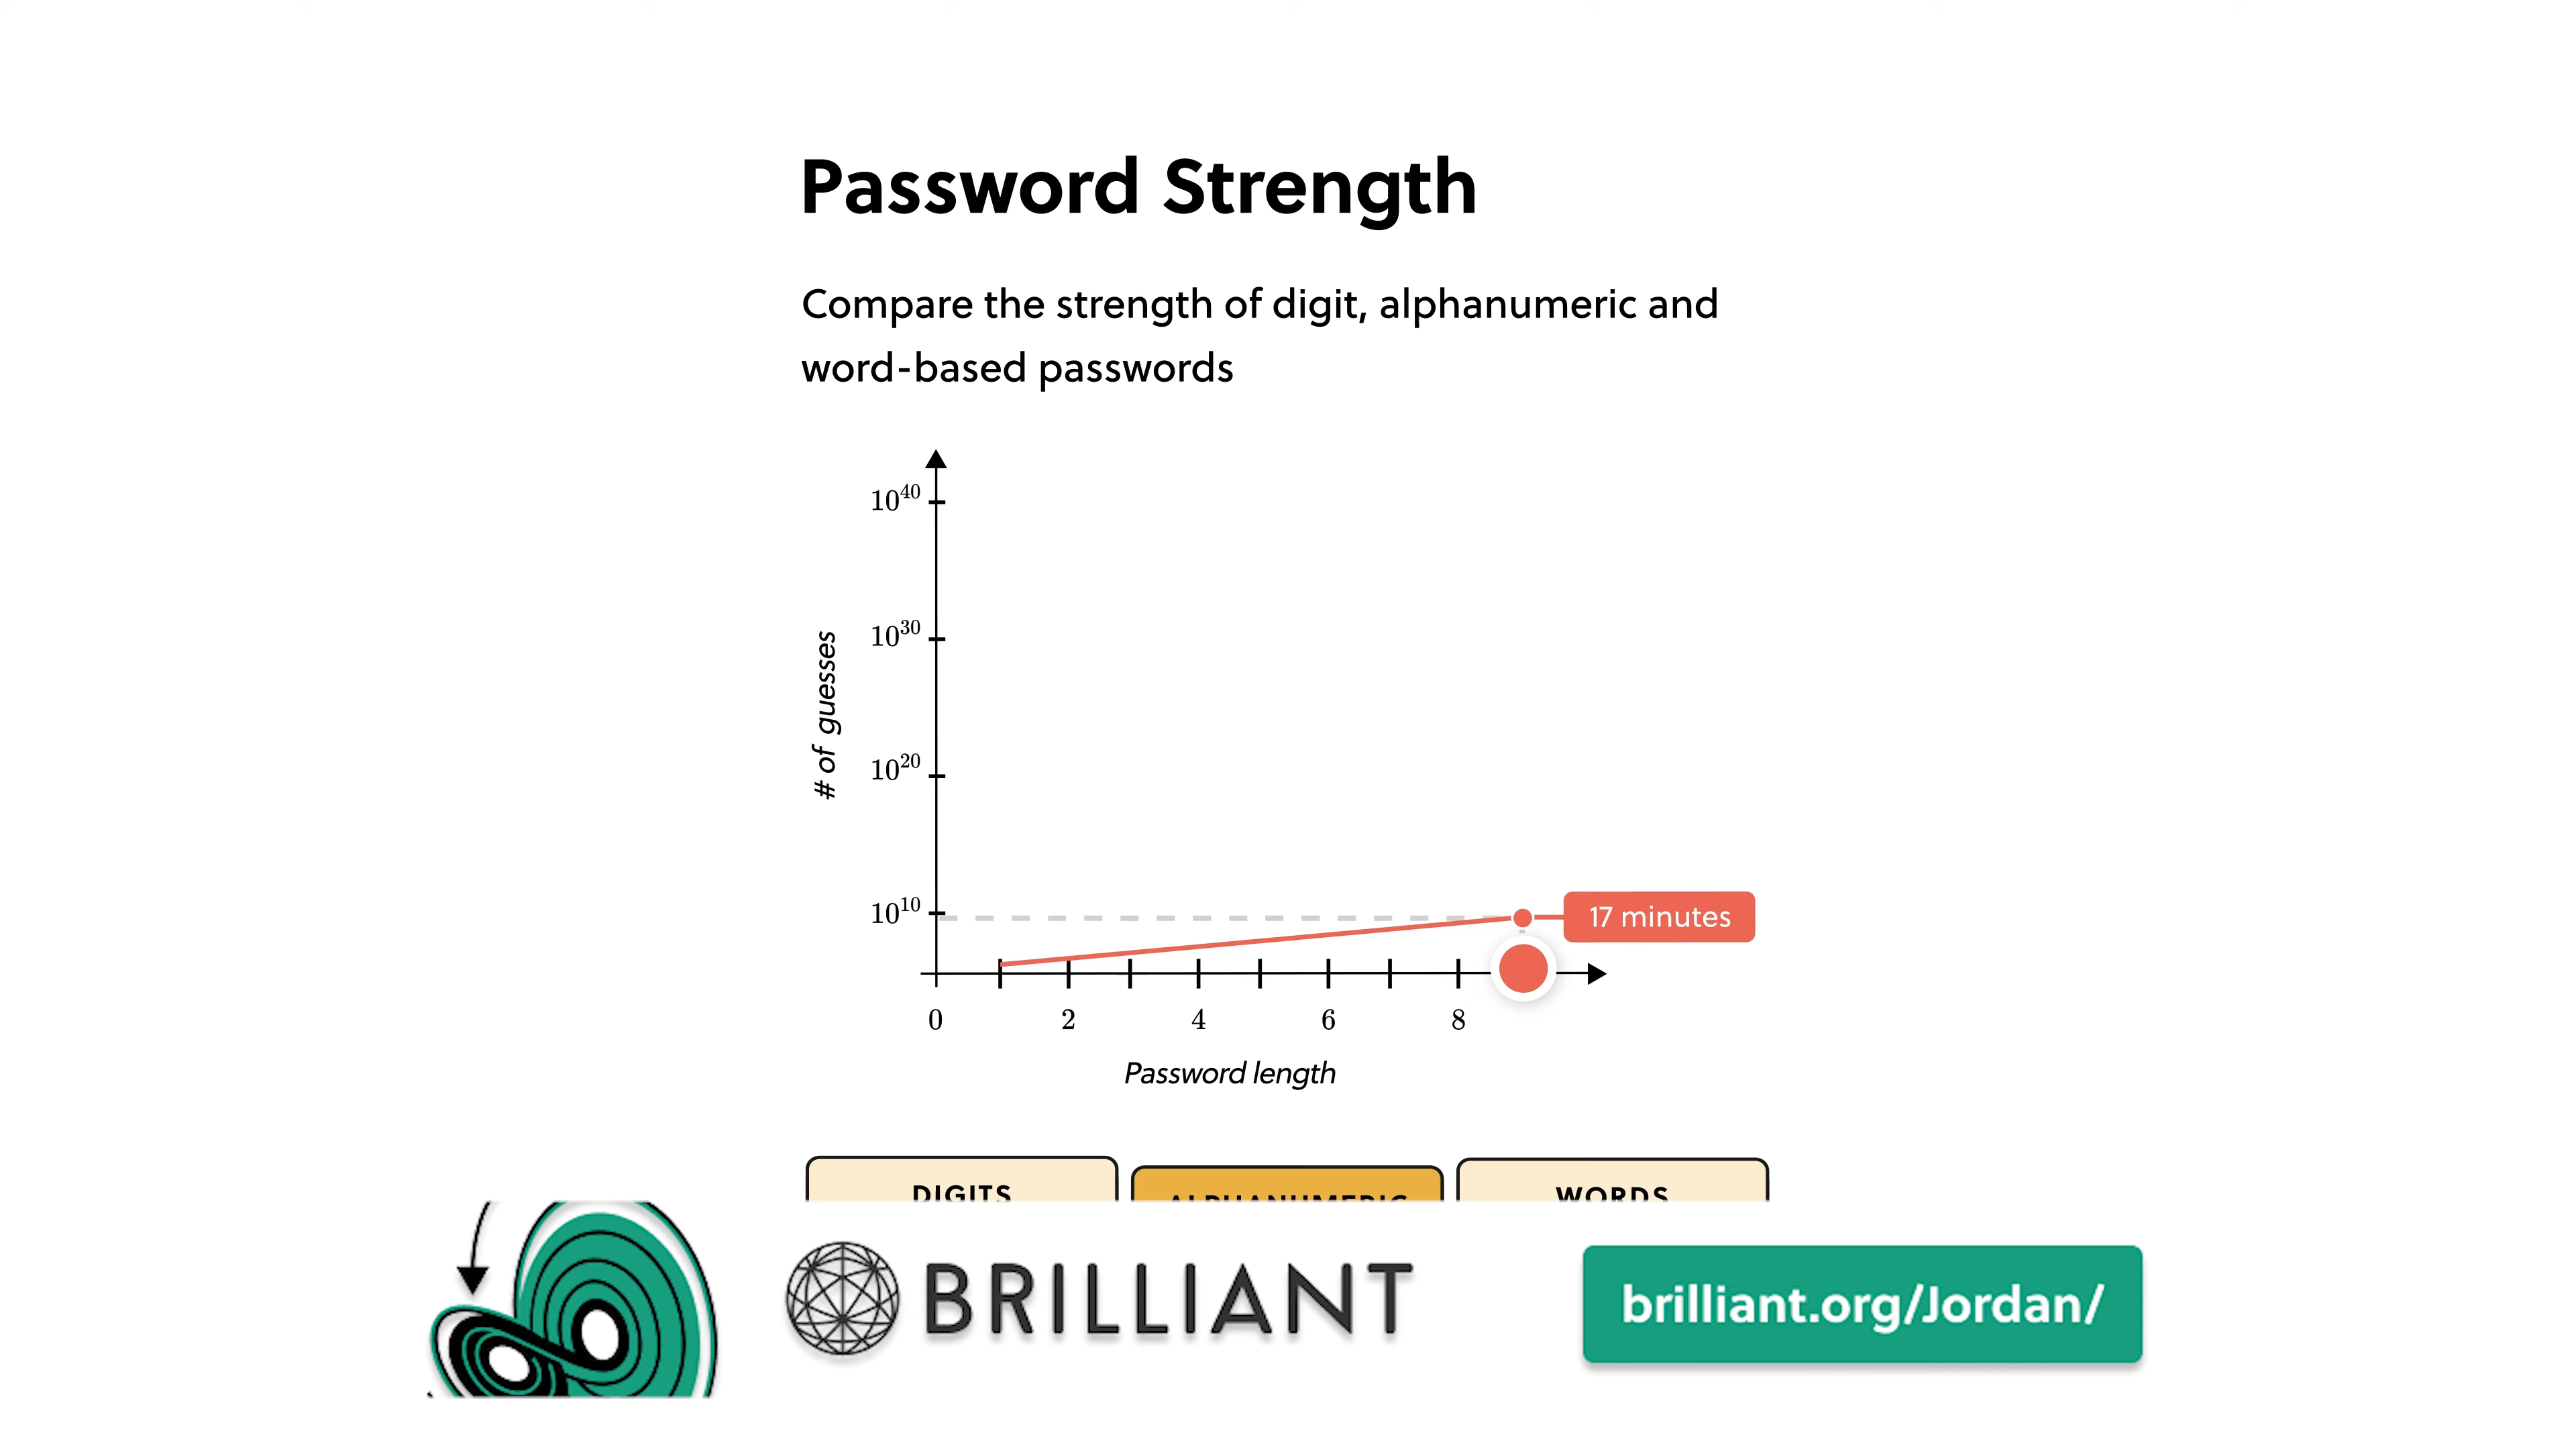 Password Strength
Compare the strength of digit, alphanumeric and
word-based passwords
10^40
10^30
10^20
10^10
# of guesses
17 minutes
0 2 4 6 8
Password length
DIGITS ALPHANUMERIC WORDS
BRILLIANT
brilliant.org/Jordan/